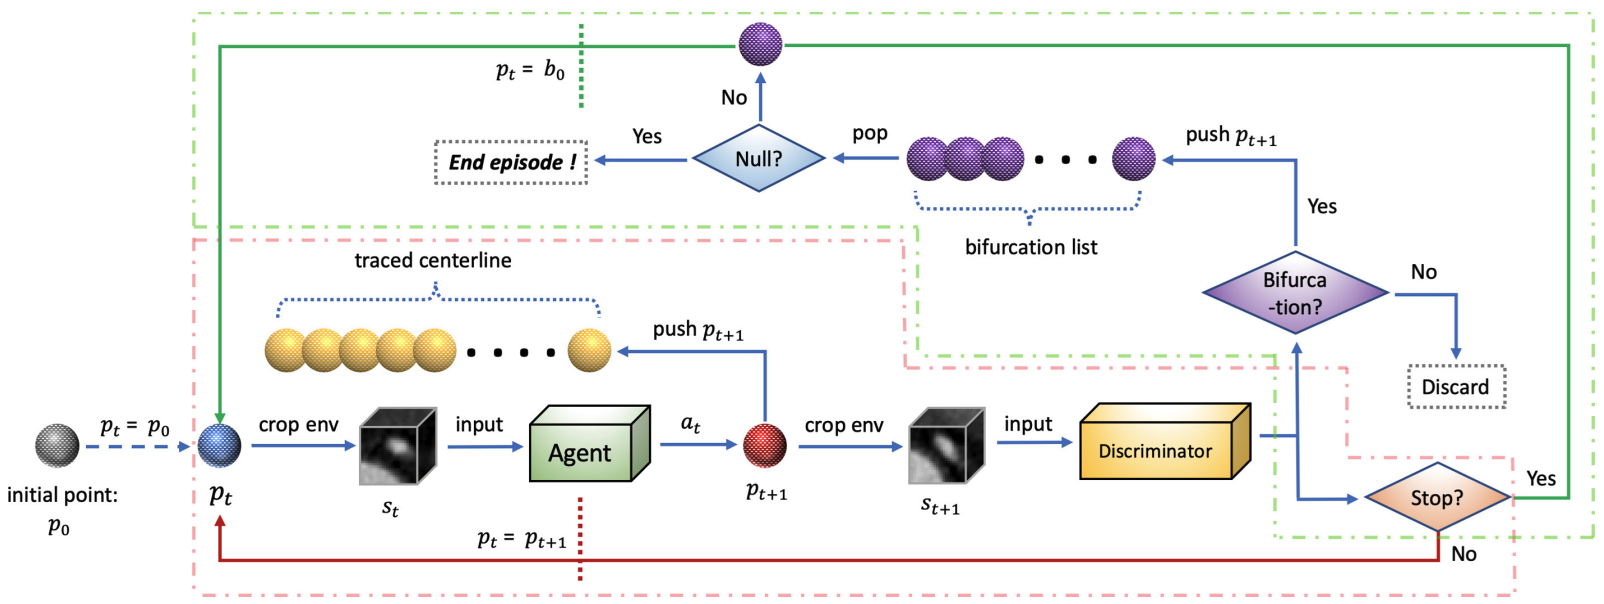 p_t = b_0
No
Yes
End episode !
Null?
pop
push p_{t+1}
Yes
bifurcation list
traced centerline
Bifurca
-tion?
No
push p_{t+1}
Discard
p_t = p_0
crop env
input
Agent
a_t
crop env
input
Discriminator
initial point:
p_0
p_t
s_t
p_{t+1}
s_{t+1}
Stop?
Yes
p_t = p_{t+1}
No